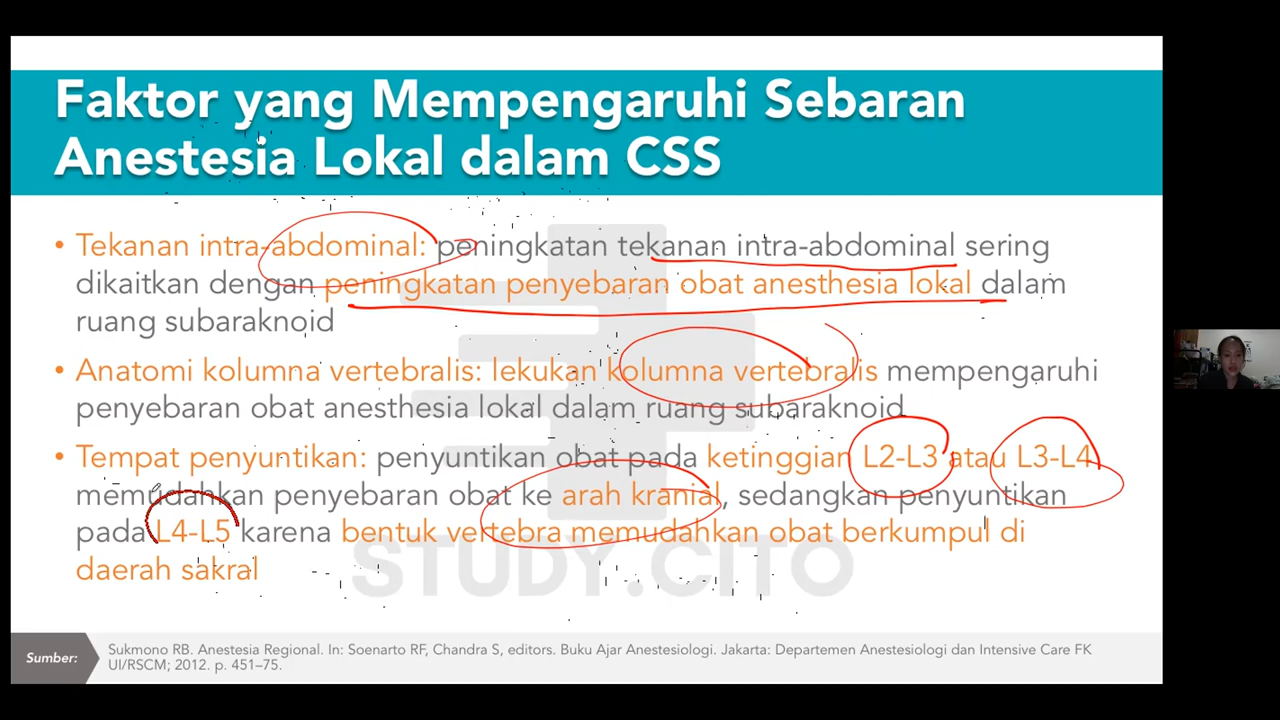 Faktor yang Mempengaruhi Sebaran
Anestesia Lokal dalam CSS
• Tekanan intra-abdominal: peningkatan tekanan intra-abdominal sering
dikaitkan dengan peningkatan penyebaran obat anesthesia lokal dalam
ruang subaraknoid
• Anatomi kolumna vertebralis: lekukan kolumna vertebralis mempengaruhi
penyebaran obat anesthesia lokal dalam ruang subaraknoid
• Tempat penyuntikan: penyuntikan obat pada ketinggian L2-L3 atau L3-L4
memudahkan penyebaran obat ke arah kranial, sedangkan penyuntikan
pada L4-L5 karena bentuk vertebra memudahkan obat berkumpul di
daerah sakral
STUDY.CITO
Sumber:
Sukmono RB. Anestesia Regional. In: Soenarto RF, Chandra S, editors. Buku Ajar Anestesiologi. Jakarta: Departemen Anestesiologi dan Intensive Care FK
UI/RSCM; 2012. p. 451–75.